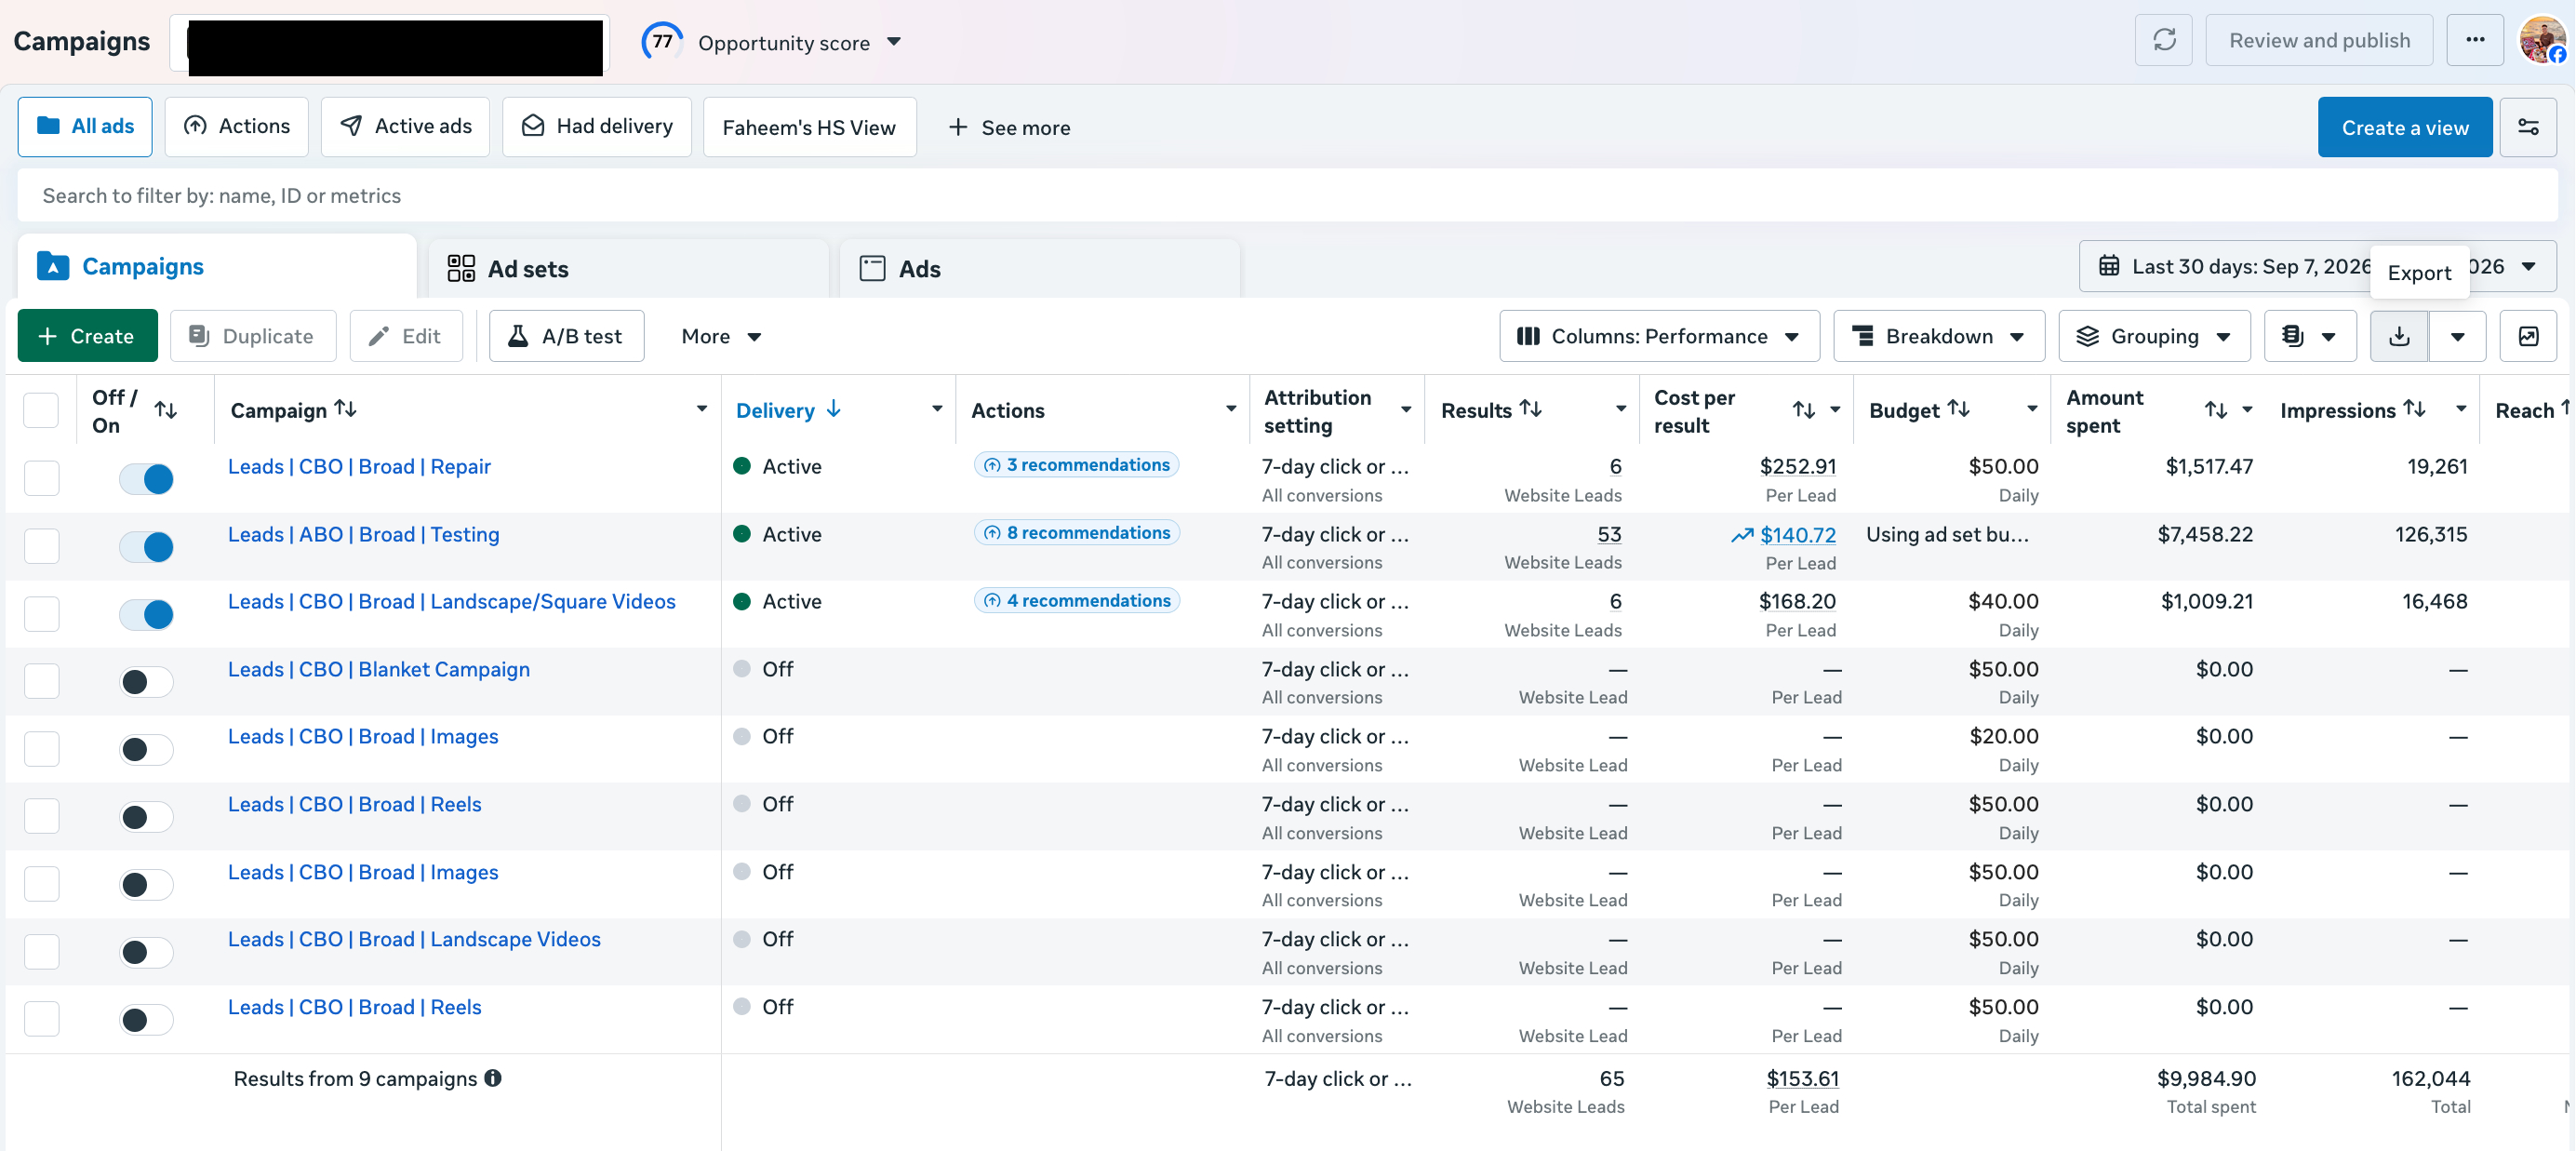 Campaigns
77 Opportunity score
Review and publish
All ads
Actions
Active ads
Had delivery
Faheem's HS View
See more
Create a view
Search to filter by: name, ID or metrics
Campaigns
Ad sets
Ads
Last 30 days: Sep 7, 2026
026
Export
Create
Duplicate
Edit
A/B test
More
Columns: Performance
Breakdown
Grouping
Off / On
Campaign
Delivery
Actions
Attribution setting
Results
Cost per result
Budget
Amount spent
Impressions
Reach
Leads | CBO | Broad | Repair Active 3 recommendations 7-day click or ... 6 $252.91 $50.00 $1,517.47 19,261
All conversions Website Leads Per Lead Daily
Leads | ABO | Broad | Testing Active 8 recommendations 7-day click or ... 53 $140.72 Using ad set bu... $7,458.22 126,315
All conversions Website Leads Per Lead
Leads | CBO | Broad | Landscape/Square Videos Active 4 recommendations 7-day click or ... 6 $168.20 $40.00 $1,009.21 16,468
All conversions Website Leads Per Lead Daily
Leads | CBO | Blanket Campaign Off 7-day click or ... — — $50.00 $0.00 —
All conversions Website Lead Per Lead Daily
Leads | CBO | Broad | Images Off 7-day click or ... — — $20.00 $0.00 —
All conversions Website Lead Per Lead Daily
Leads | CBO | Broad | Reels Off 7-day click or ... — — $50.00 $0.00 —
All conversions Website Lead Per Lead Daily
Leads | CBO | Broad | Images Off 7-day click or ... — — $50.00 $0.00 —
All conversions Website Lead Per Lead Daily
Leads | CBO | Broad | Landscape Videos Off 7-day click or ... — — $50.00 $0.00 —
All conversions Website Lead Per Lead Daily
Leads | CBO | Broad | Reels Off 7-day click or ... — — $50.00 $0.00 —
All conversions Website Lead Per Lead Daily
Results from 9 campaigns 7-day click or ... 65 $153.61 $9,984.90 162,044
Website Leads Per Lead Total spent Total